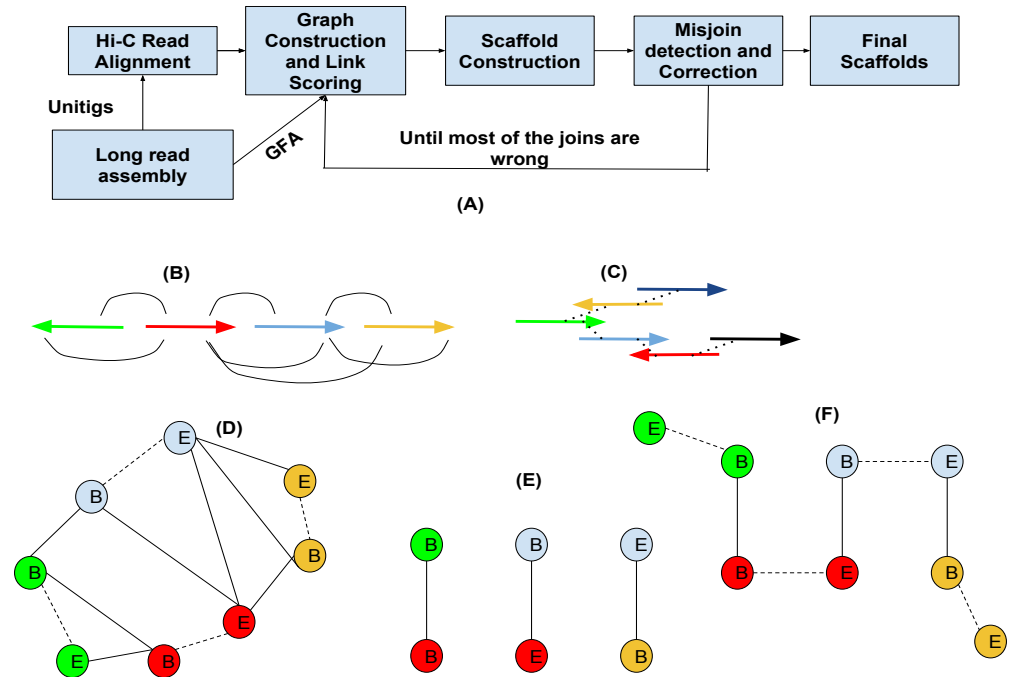 Hi-C Read
Alignment
Graph
Construction
and Link
Scoring
Scaffold
Construction
Misjoin
detection and
Correction
Final
Scaffolds
Unitigs
GFA
Long read
assembly
Until most of the joins are
wrong
(A)
(B)
(C)
(D)
E
B
E
B
B
E
E
B
(E)
B
B
E
B
E
B
(F)
E
B
B
E
B
E
B
E